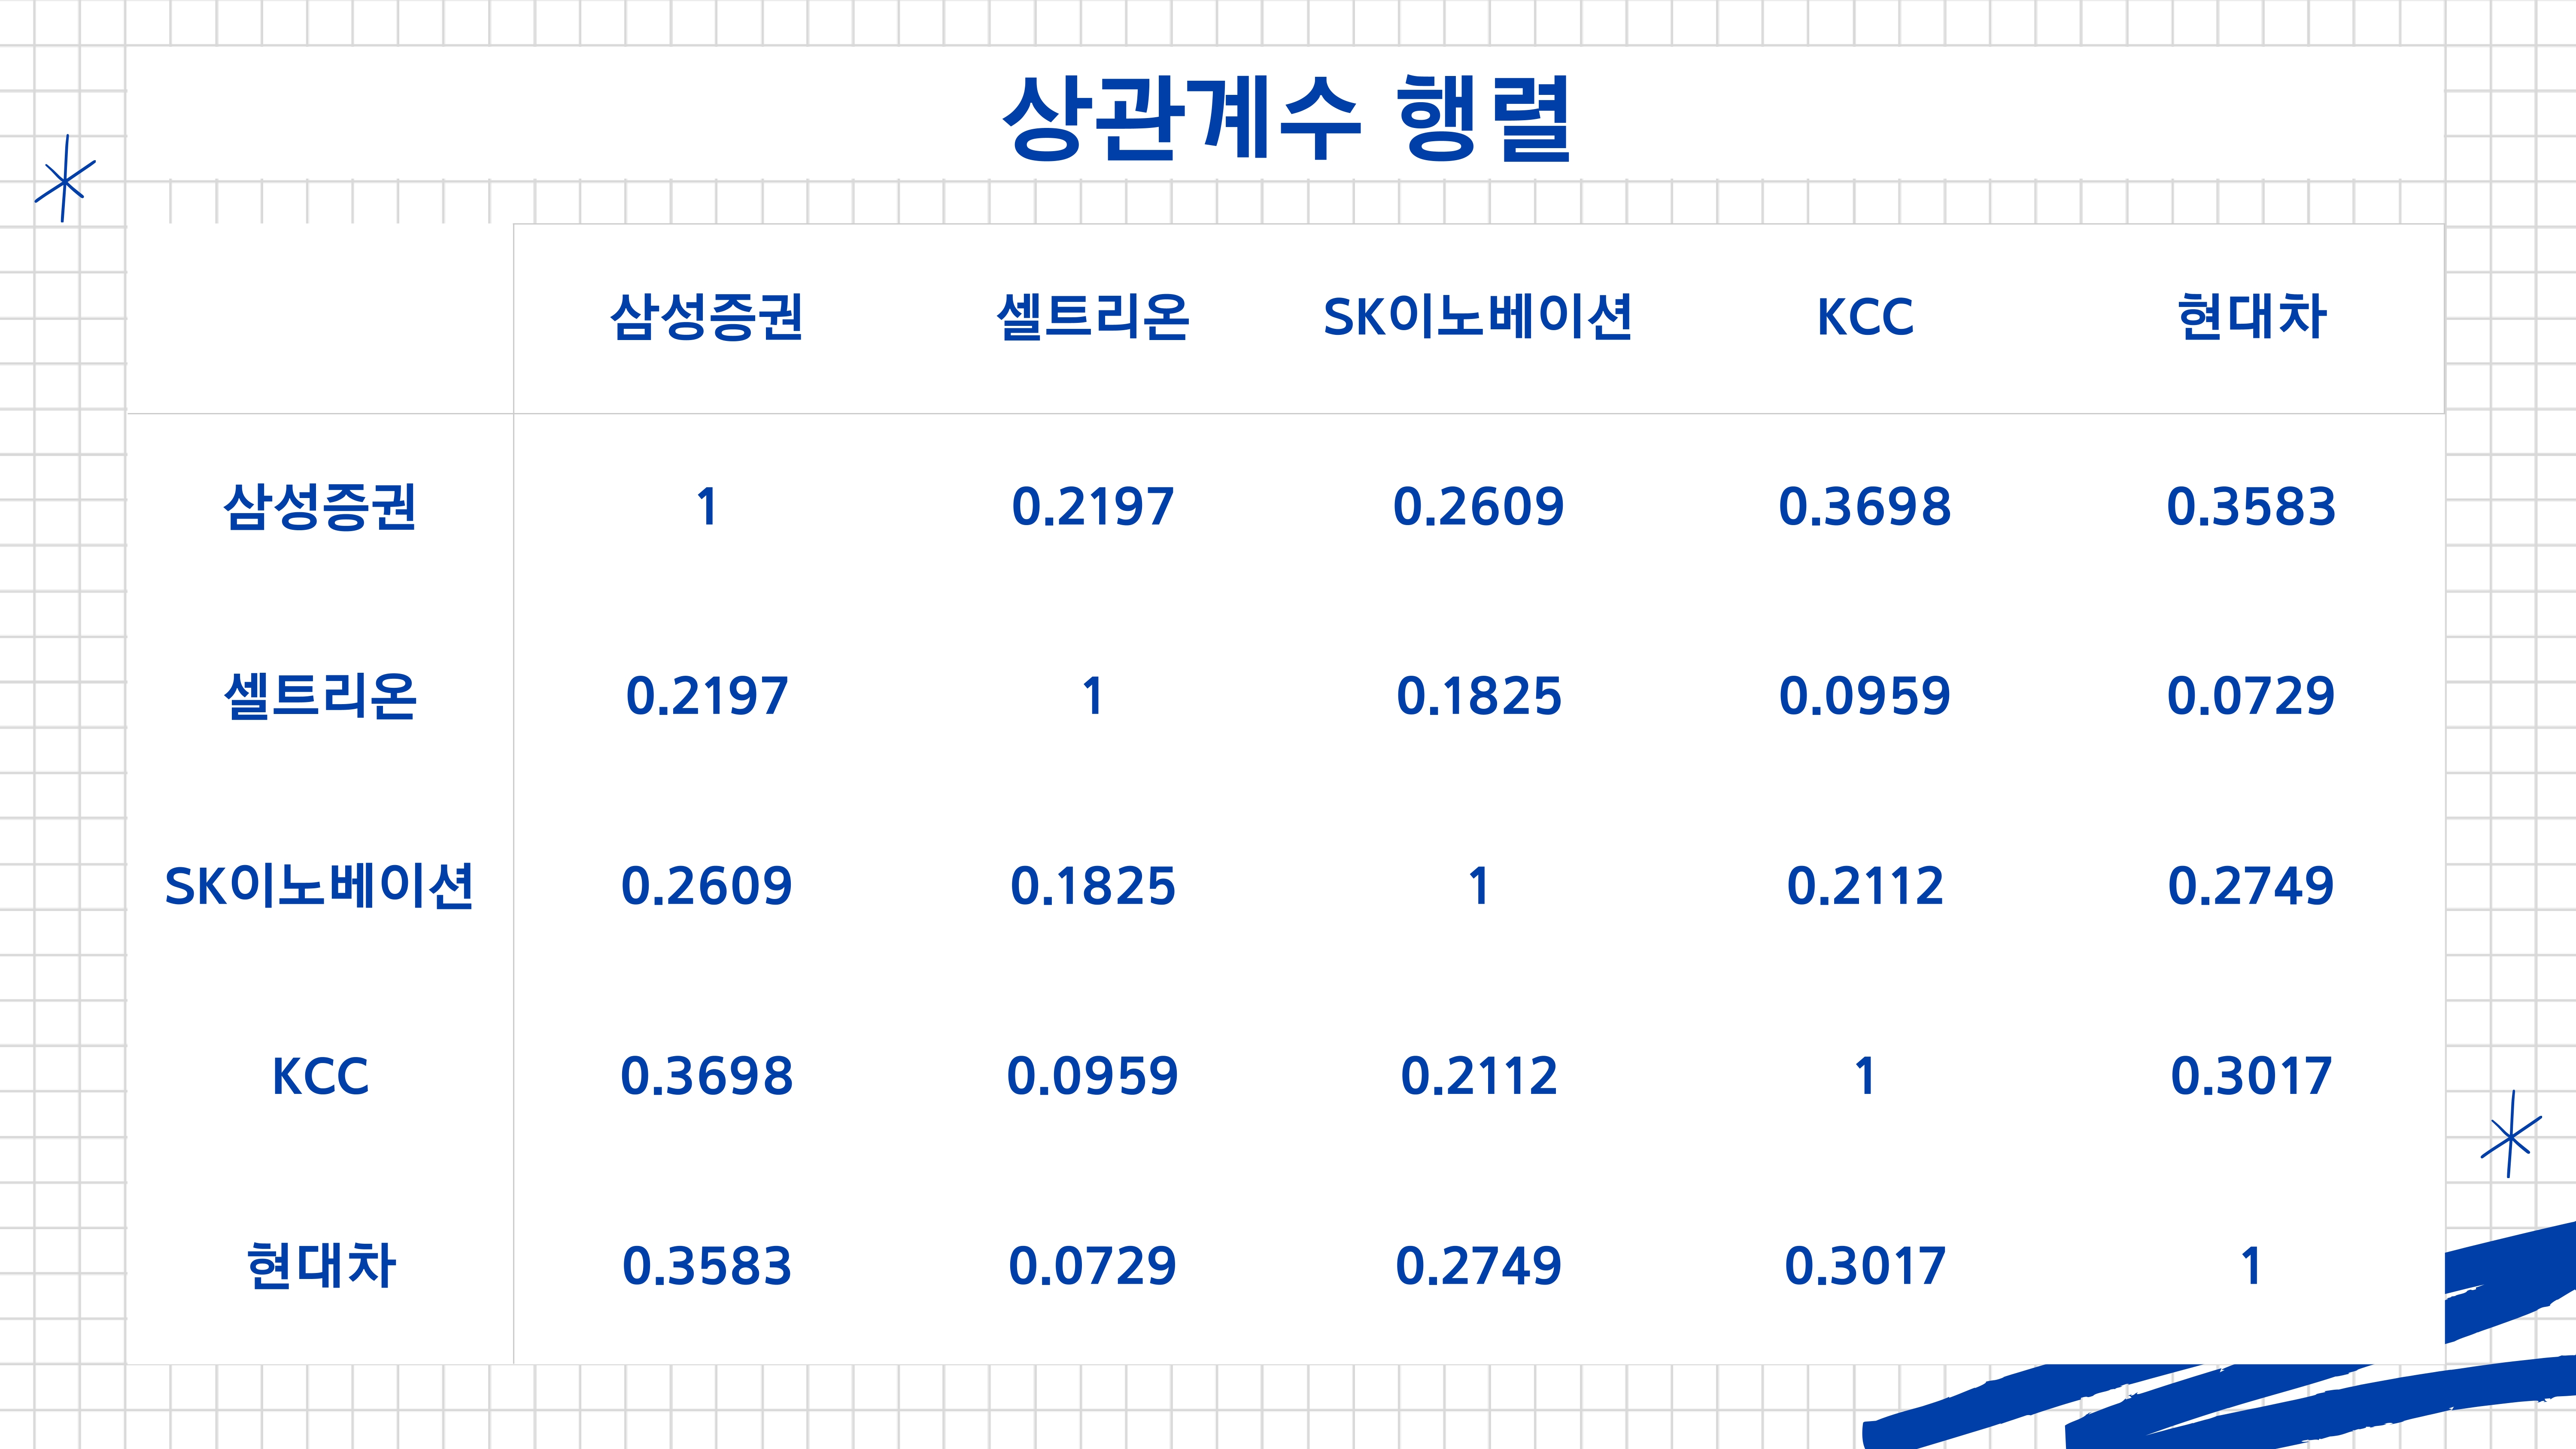 상관계수 행렬
삼성증권 셀트리온 SK이노베이션 KCC 현대차
삼성증권 1 0.2197 0.2609 0.3698 0.3583
셀트리온 0.2197 1 0.1825 0.0959 0.0729
SK이노베이션 0.2609 0.1825 1 0.2112 0.2749
KCC 0.3698 0.0959 0.2112 1 0.3017
현대차 0.3583 0.0729 0.2749 0.3017 1